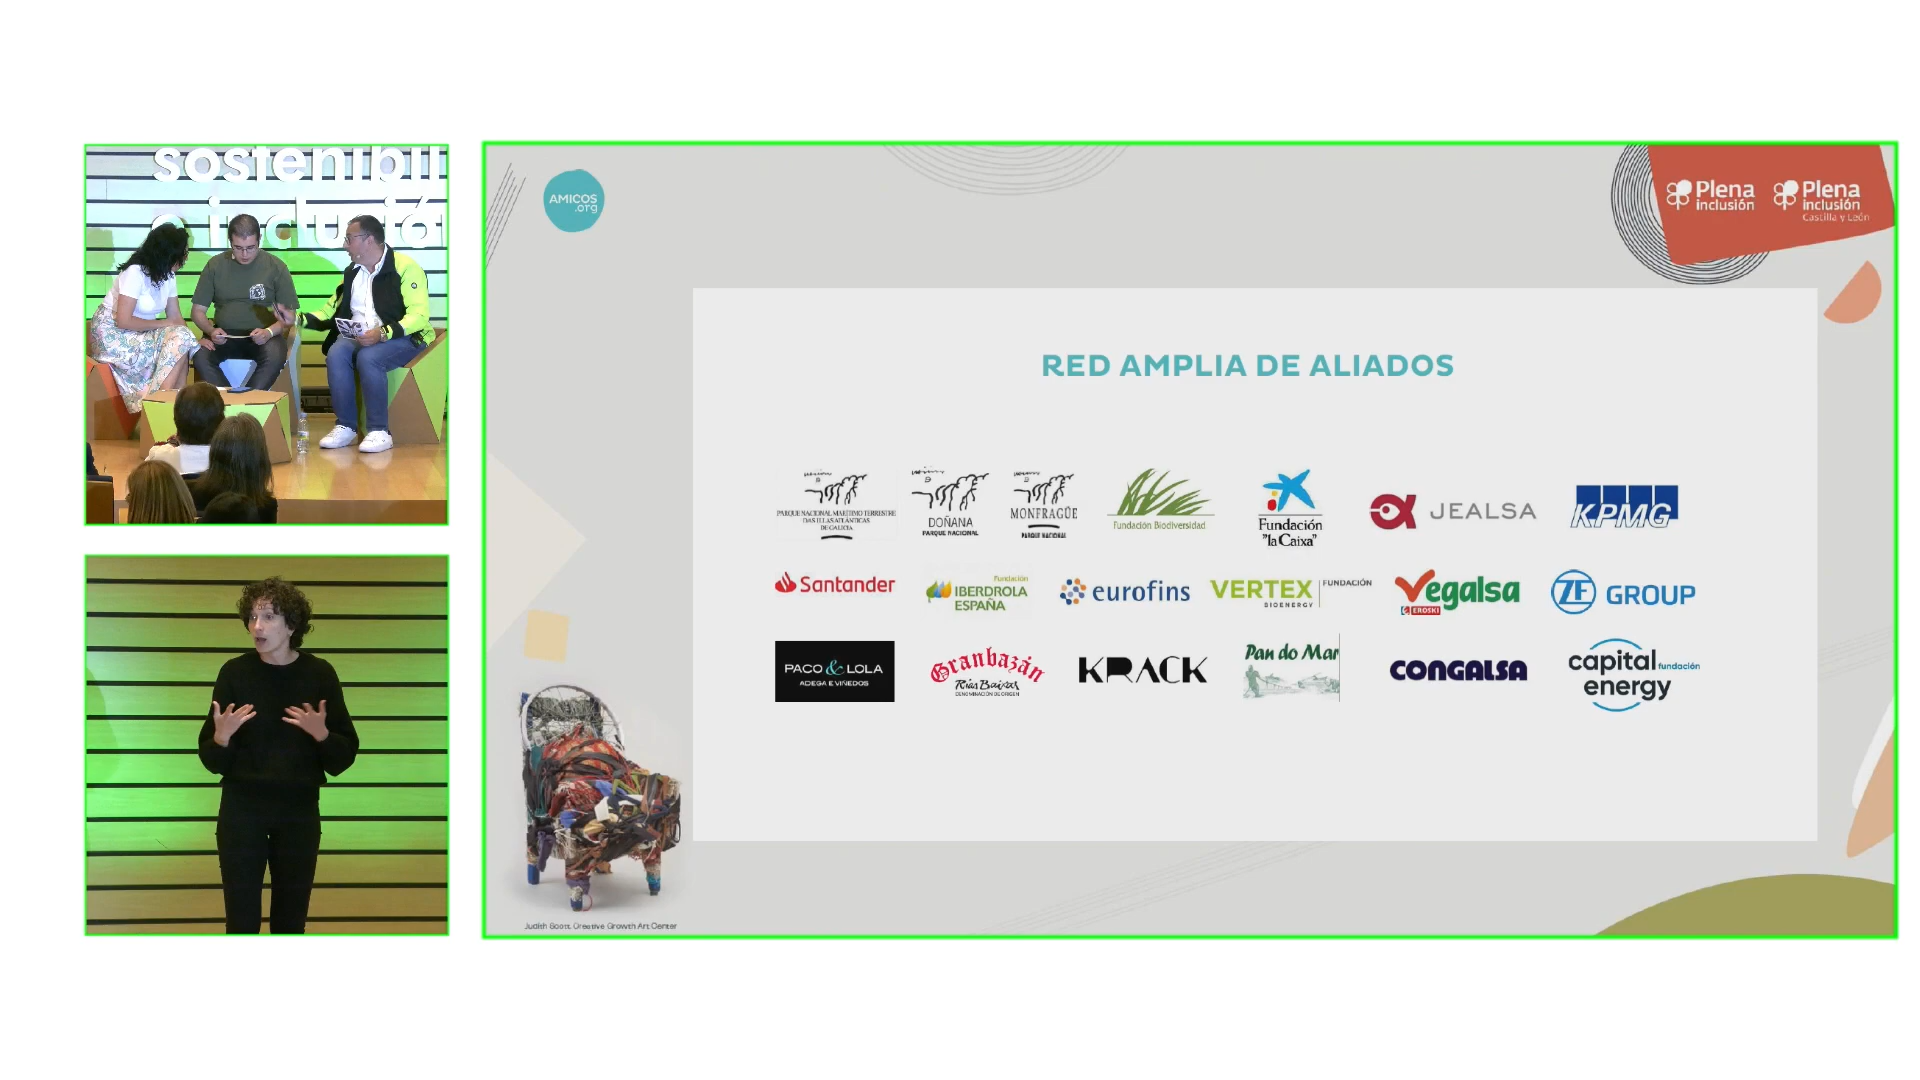 sostenibil
e inclusió
AMICOS
.org
Plena
inclusión
Plena
inclusión
Castilla y León
RED AMPLIA DE ALIADOS
PARQUE NACIONAL MARÍTIMO TERRESTRE
DAS ILLAS ATLÁNTICAS
DE GALICIA
DOÑANA
PARQUE NACIONAL
MONFRAGÜE
PARQUE NACIONAL
Fundación Biodiversidad
Fundación
"la Caixa"
JEALSA
KPMG
Santander
Fundación
IBERDROLA
ESPAÑA
eurofins
VERTEX
BIOENERGY
FUNDACIÓN
Vegalsa
EROSKI
ZF GROUP
PACO & LOLA
ADEGA E VIÑEDOS
Granbazán
Rías Baixas
DENOMINACIÓN DE ORIGEN
KRACK
Pan do Mar
CONGALSA
capital
energy
fundación
Judith Scott. Creative Growth Art Center